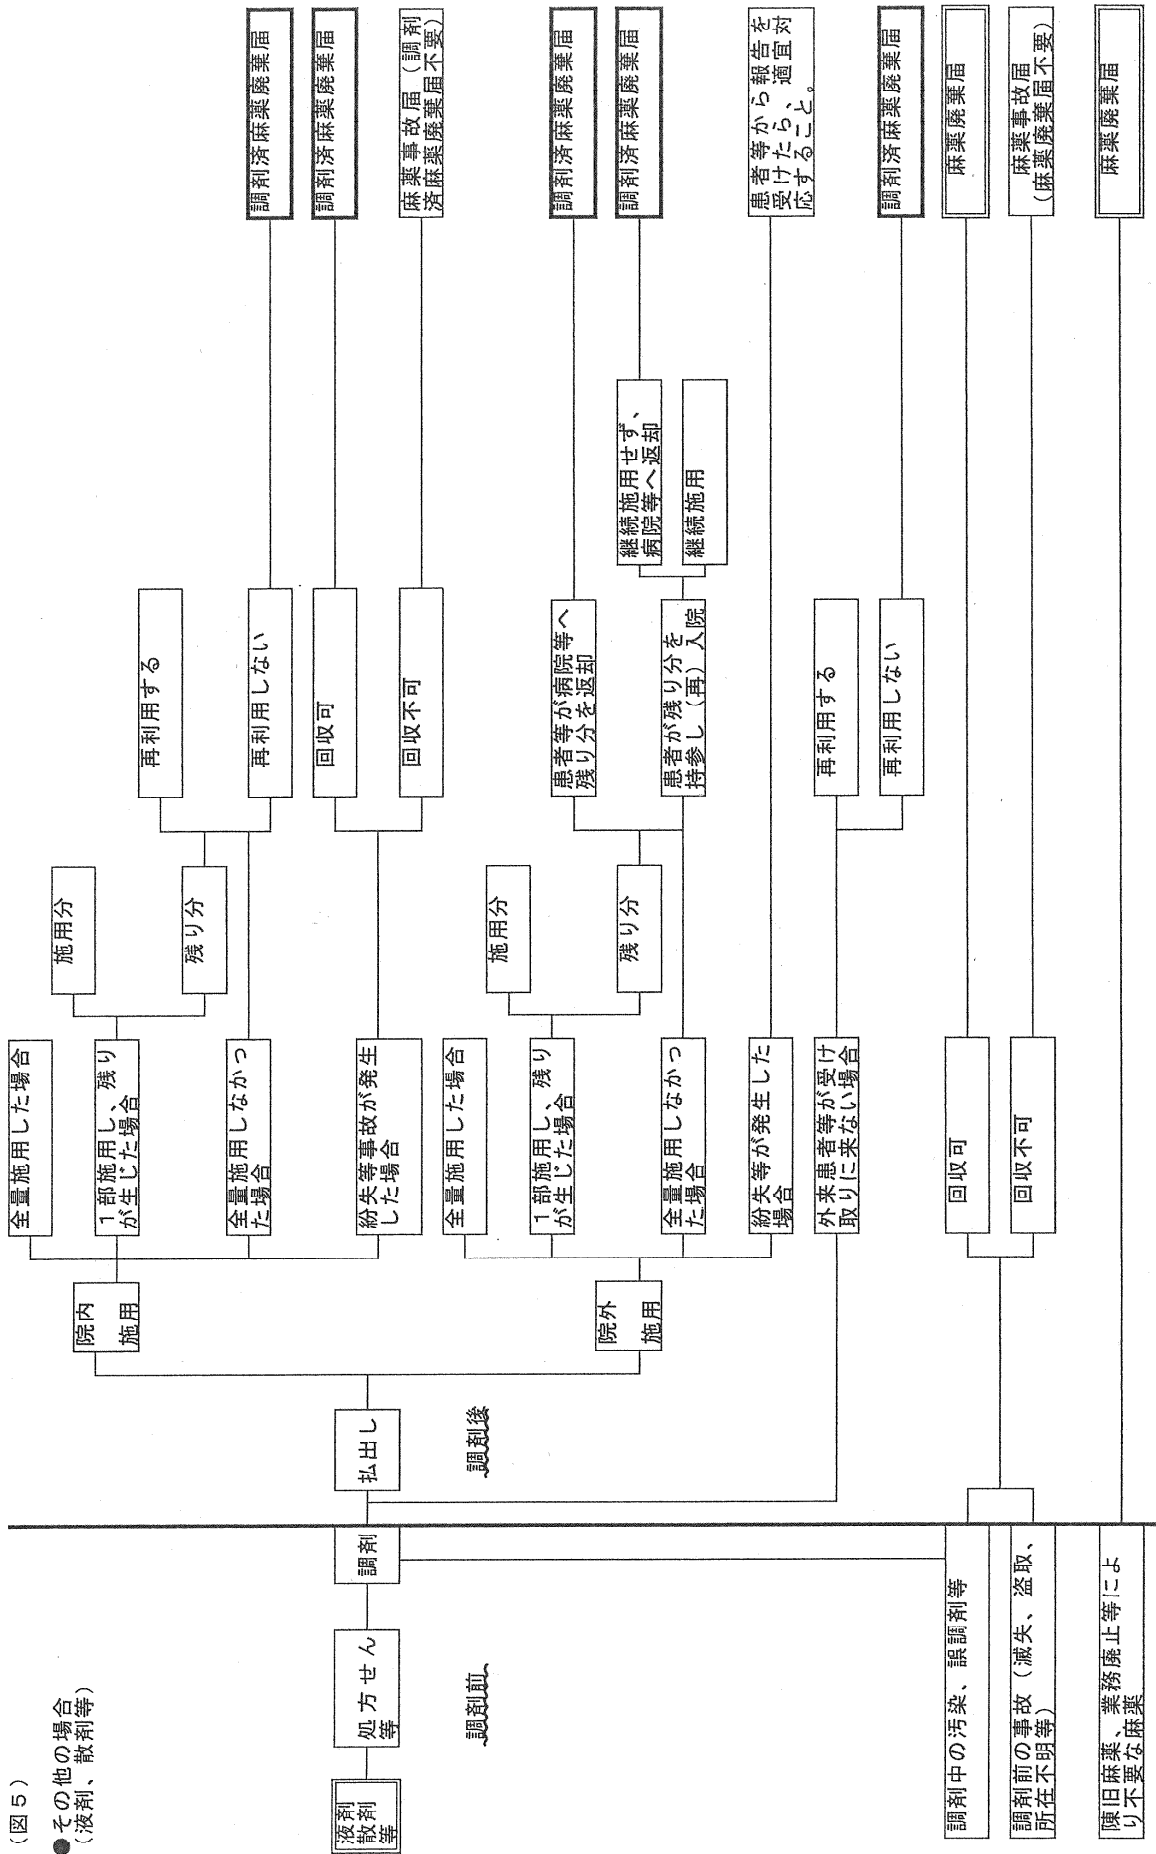 (図5)
●その他の場合
(液剤、散剤等)
液剤
散剤
等
処方せん
等
調剤
調剤前
払出し
調剤後
院内
施用
全量施用した場合
1部施用し、残り
が生じた場合
施用分
残り分
全量施用しなかっ
た場合
再利用する
再利用しない
調剤済麻薬廃棄届
紛失等事故が発生
した場合
回収可
調剤済麻薬廃棄届
回収不可
麻薬事故届(調剤
済麻薬廃棄届不要)
院外
施用
全量施用した場合
1部施用し、残り
が生じた場合
施用分
残り分
全量施用しなかっ
た場合
患者等が病院等へ
残り分を返却
調剤済麻薬廃棄届
患者が残り分を
持参し(再)入院
継続施用せず、
病院等へ返却
調剤済麻薬廃棄届
継続施用
紛失等が発生した
場合
患者等から報告を
受けたら、適宜対
応すること。
外来患者等が受け
取りに来ない場合
再利用する
再利用しない
調剤済麻薬廃棄届
調剤中の汚染、誤調剤等
調剤前の事故(滅失、盗取、
所在不明等)
回収可
麻薬廃棄届
回収不可
麻薬事故届
(麻薬廃棄届不要)
陳旧麻薬、業務廃止等によ
り不要な麻薬
麻薬廃棄届